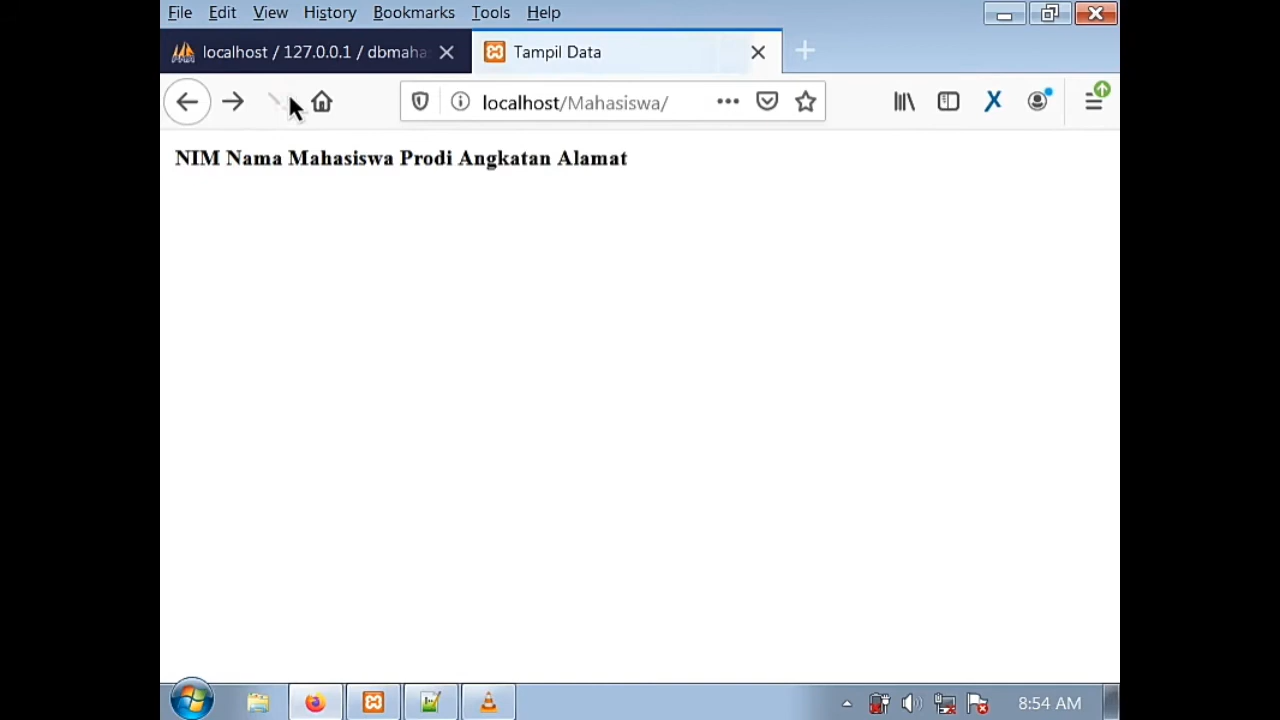 File Edit View History Bookmarks Tools Help
localhost / 127.0.0.1 / dbmaha
Tampil Data
localhost/Mahasiswa/
NIM Nama Mahasiswa Prodi Angkatan Alamat
8:54 AM